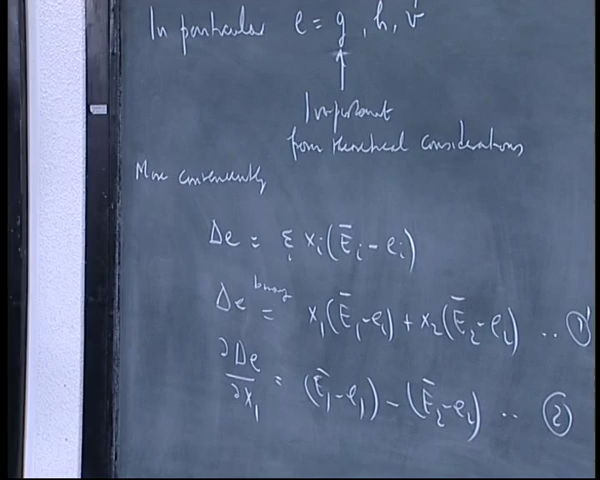 In particular e = g, h, v
↑
Important
from theoretical considerations
More conveniently
Δe = Σ xᵢ(Ēᵢ - eᵢ)
Δe binary = x₁(Ē₁ - e₁) + x₂(Ē₂ - e₂) .. ①
∂Δe/∂x₁ = (Ē₁ - e₁) - (Ē₂ - e₂) .. ②